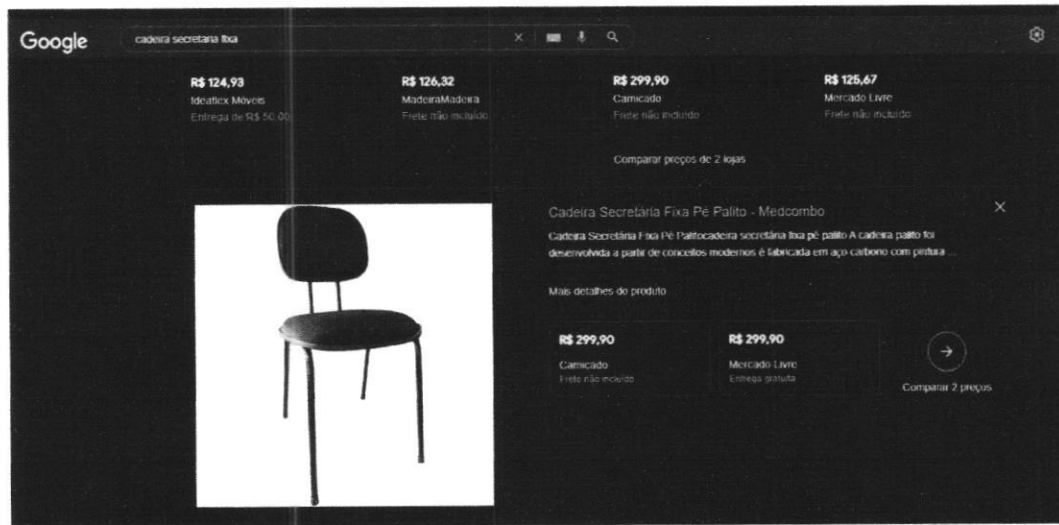 Google
cadeira secretaria fixa
R$ 124,93
R$ 126,32
R$ 299,90
R$ 125,67
Ideaflex Móveis
MadeiraMadeira
Camicado
Mercado Livre
Entrega de R$ 50,00
Frete não incluído
Frete não incluído
Frete não incluído
Comparar preços de 2 lojas
Cadeira Secretária Fixa Pé Palito - Medcombo
Cadeira Secretária Fixa Pé Palitocadeira secretária fixa pé palito A cadeira palito foi
desenvolvida a partir de conceitos modernos é fabricada em aço carbono com pintura ...
Mais detalhes do produto
R$ 299,90
R$ 299,90
Camicado
Mercado Livre
Frete não incluído
Entrega gratuita
Comparar 2 preços